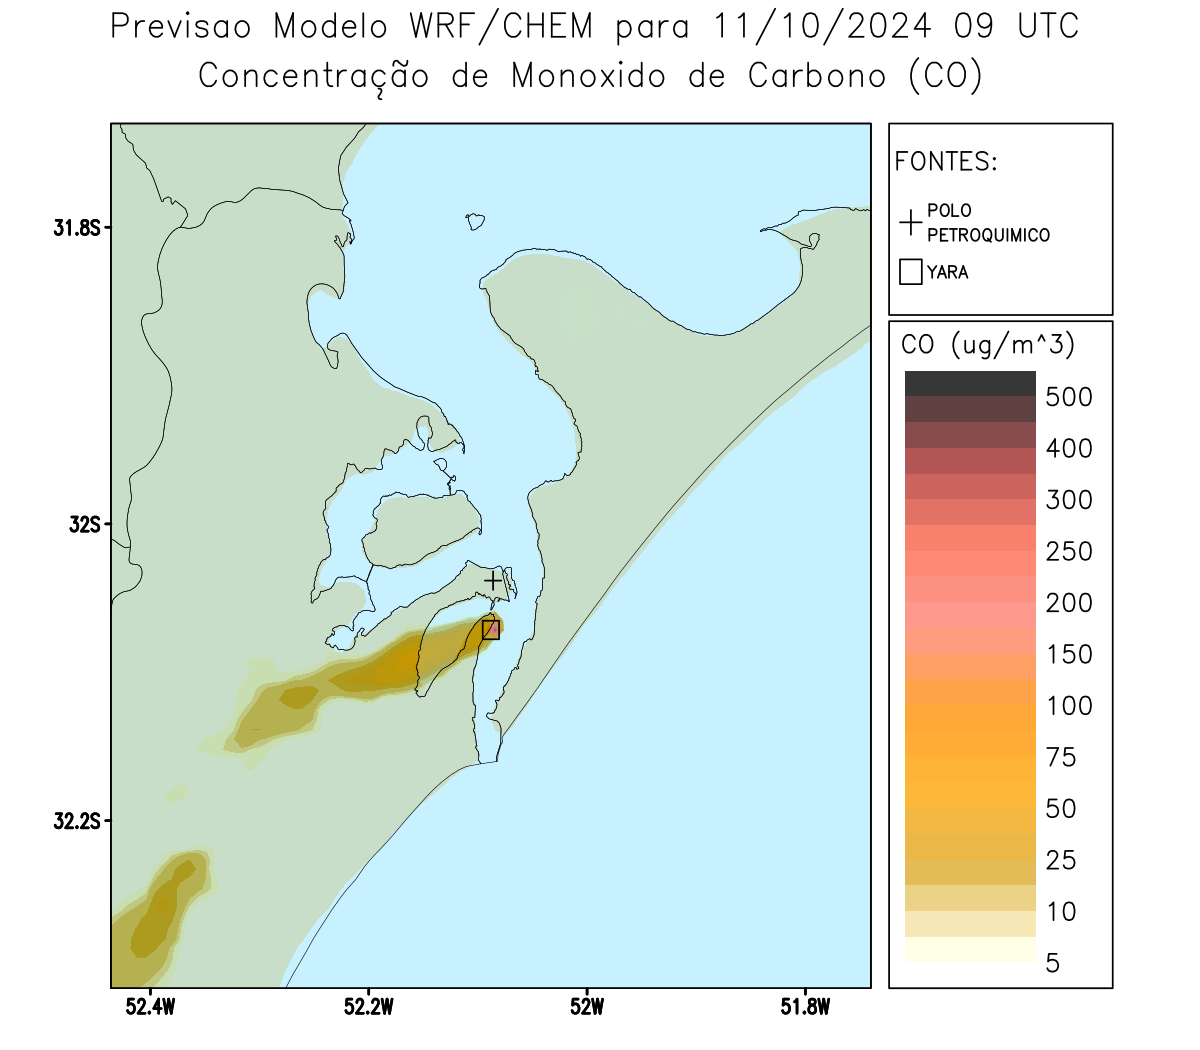 Previsao Modelo WRF/CHEM para 11/10/2024 09 UTC
Concentração de Monoxido de Carbono (CO)
FONTES:
POLO
PETROQUIMICO
YARA
CO (ug/m^3)
500
400
300
250
200
150
100
75
50
25
10
5
31.8S
32S
32.2S
52.4W
52.2W
52W
51.8W